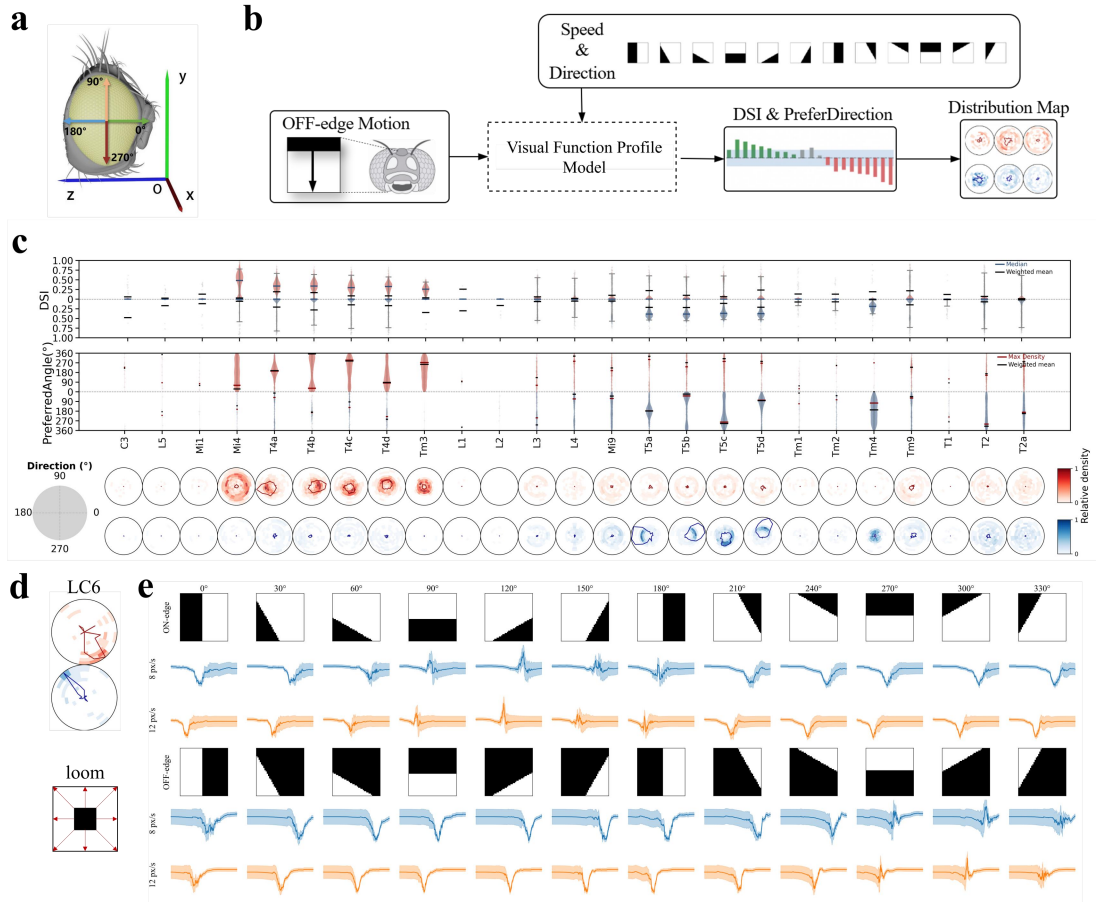 a
90°
180°
0°
270°
y
z
O
x
b
Speed
&
Direction
OFF-edge Motion
Visual Function Profile
Model
DSI & PreferDirection
Distribution Map
c
DSI
1.00
0.75
0.50
0.25
0
0.25
0.50
0.75
1.00
Median
Weighted mean
PreferredAngle(°)
360
270
180
90
0
90
180
270
360
Max Density
Weighted mean
C3 L5 Mi1 Mi4 T4a T4b T4c T4d Tm3 L1 L2 L3 L4 Mi9 T5a T5b T5c T5d Tm1 Tm2 Tm4 Tm9 T1 T2 T2a
Direction (°)
90
180
0
270
1
0
1
0
Relative density
d
LC6
loom
e
0° 30° 60° 90° 120° 150° 180° 210° 240° 270° 300° 330°
ON-edge
8 px/s
12 px/s
OFF-edge
8 px/s
12 px/s